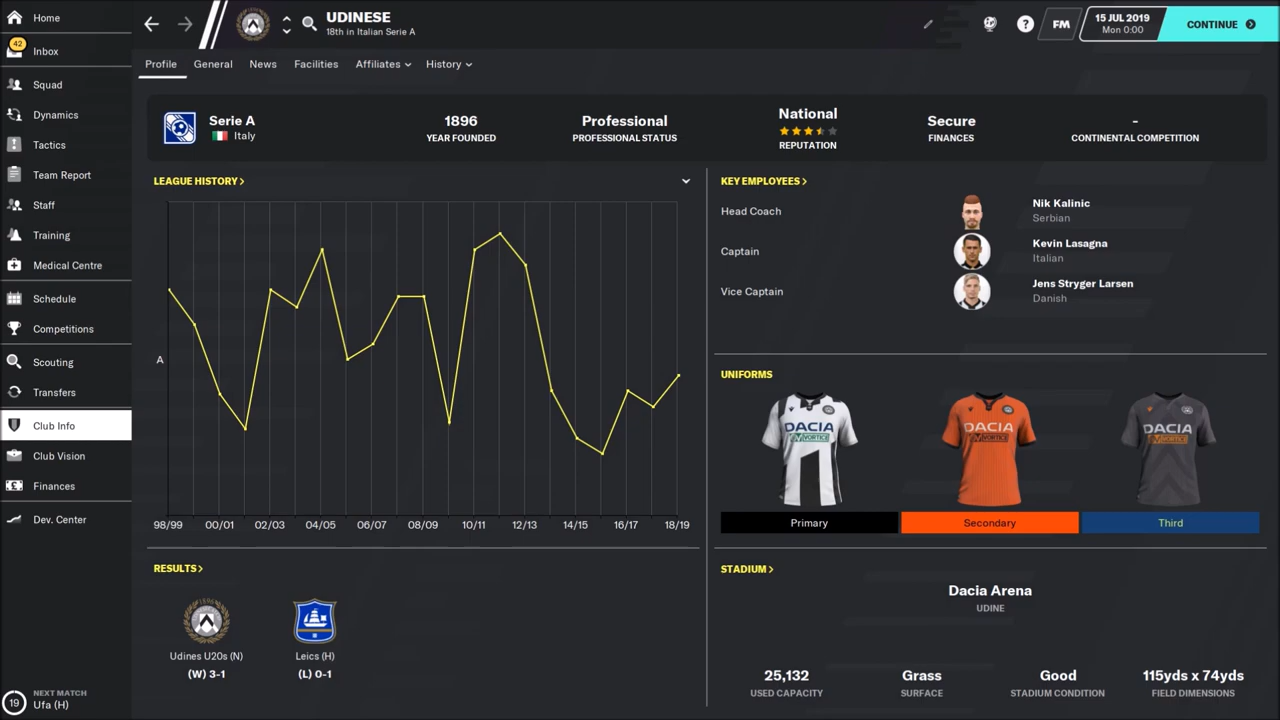 Home
42
Inbox
Squad
Dynamics
Tactics
Team Report
Staff
Training
Medical Centre
Schedule
Competitions
Scouting
Transfers
Club Info
Club Vision
Finances
Dev. Center
19
NEXT MATCH
Ufa (H)
UDINESE
18th in Italian Serie A
?
FM
15 JUL 2019
Mon 0:00
CONTINUE
Profile
General
News
Facilities
Affiliates
History
Serie A
Italy
1896
YEAR FOUNDED
Professional
PROFESSIONAL STATUS
National
REPUTATION
Secure
FINANCES
-
CONTINENTAL COMPETITION
LEAGUE HISTORY >
A
98/99 00/01 02/03 04/05 06/07 08/09 10/11 12/13 14/15 16/17 18/19
RESULTS >
Udines U20s (N)
(W) 3-1
Leics (H)
(L) 0-1
KEY EMPLOYEES >
Head Coach
Nik Kalinic
Serbian
Captain
Kevin Lasagna
Italian
Vice Captain
Jens Stryger Larsen
Danish
UNIFORMS
DACIA
VORTICE
DACIA
VORTICE
DACIA
VORTICE
Primary
Secondary
Third
STADIUM >
Dacia Arena
UDINE
25,132
USED CAPACITY
Grass
SURFACE
Good
STADIUM CONDITION
115yds x 74yds
FIELD DIMENSIONS